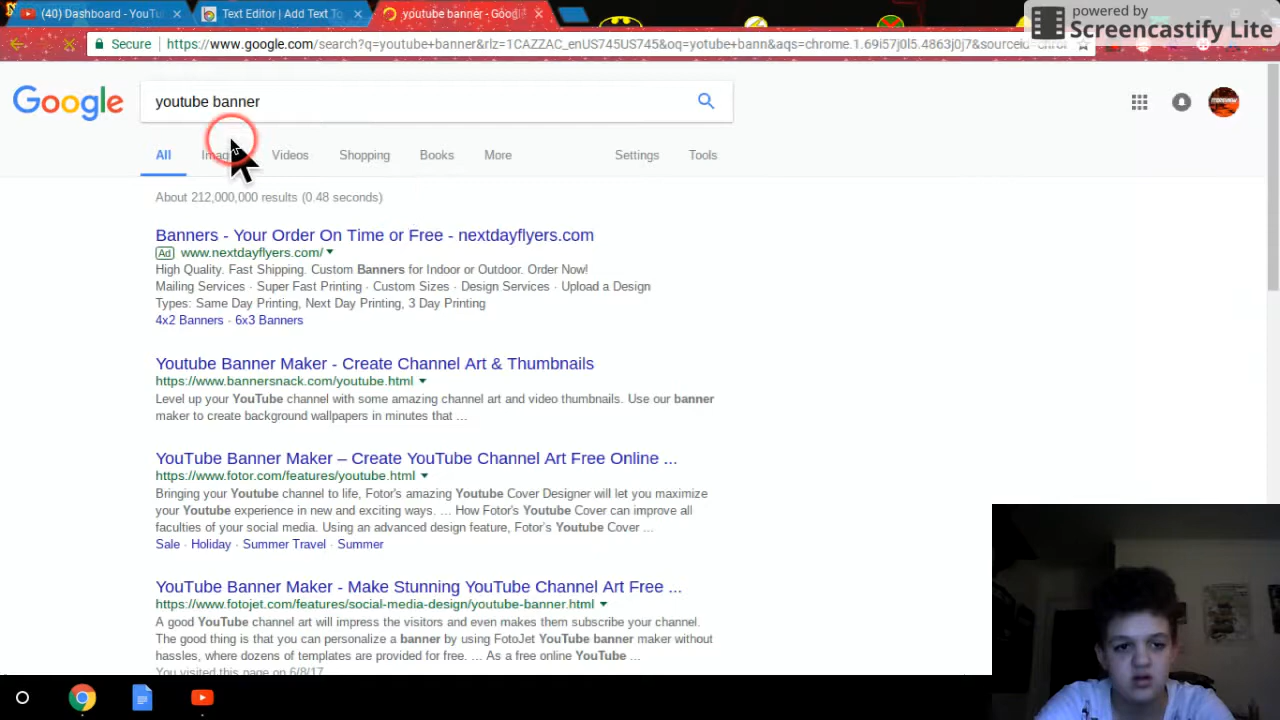 powered by
Screencastify Lite
(40) Dashboard - YouTu
Text Editor | Add Text To
youtube banner - Google
Secure
https://www.google.com/search?q=youtube+banner&rlz=1CAZZAC_enUS745US745&oq=yotube+bann&aqs=chrome.1.69i57j0l5.4863j0j7&sourceid=chro
Google
youtube banner
All
Videos
Shopping
Books
More
Settings
Tools
About 212,000,000 results (0.48 seconds)
Banners - Your Order On Time or Free - nextdayflyers.com
Ad www.nextdayflyers.com/
High Quality. Fast Shipping. Custom Banners for Indoor or Outdoor. Order Now!
Mailing Services · Super Fast Printing · Custom Sizes · Design Services · Upload a Design
Types: Same Day Printing, Next Day Printing, 3 Day Printing
4x2 Banners · 6x3 Banners
Youtube Banner Maker - Create Channel Art & Thumbnails
https://www.bannersnack.com/youtube.html
Level up your YouTube channel with some amazing channel art and video thumbnails. Use our banner
maker to create background wallpapers in minutes that ...
YouTube Banner Maker – Create YouTube Channel Art Free Online ...
https://www.fotor.com/features/youtube.html
Bringing your Youtube channel to life, Fotor's amazing Youtube Cover Designer will let you maximize
your Youtube experience in new and exciting ways. ... How Fotor's Youtube Cover can improve all
faculties of your social media. Using an advanced design feature, Fotor's Youtube Cover ...
Sale · Holiday · Summer Travel · Summer
YouTube Banner Maker - Make Stunning YouTube Channel Art Free ...
https://www.fotojet.com/features/social-media-design/youtube-banner.html
A good YouTube channel art will impress the visitors and even makes them subscribe your channel.
The good thing is that you can personalize a banner by using FotoJet YouTube banner maker without
hassles, where dozens of templates are provided for free. ... As a free online YouTube ...
You visited this page on 6/8/17